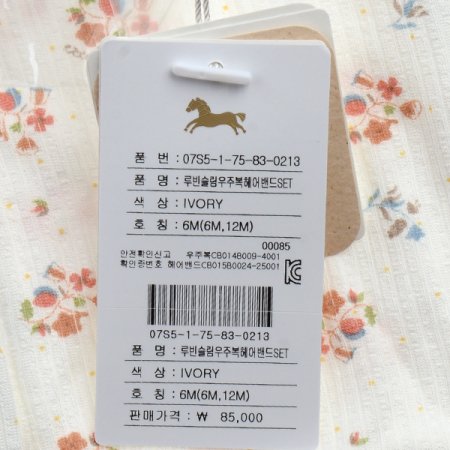 품 번 : 07S5-1-75-83-0213
품 명 : 루빈슬림우주복헤어밴드SET
색 상 : IVORY
호 칭 : 6M(6M,12M)
00085
안전확인신고 우주복CB014B009-4001
확인증번호 헤어밴드CB015B0024-25001
07S5-1-75-83-0213
품 명 : 루빈슬림우주복헤어밴드SET
색 상 : IVORY
호 칭 : 6M(6M,12M)
판매가격 : ₩ 85,000